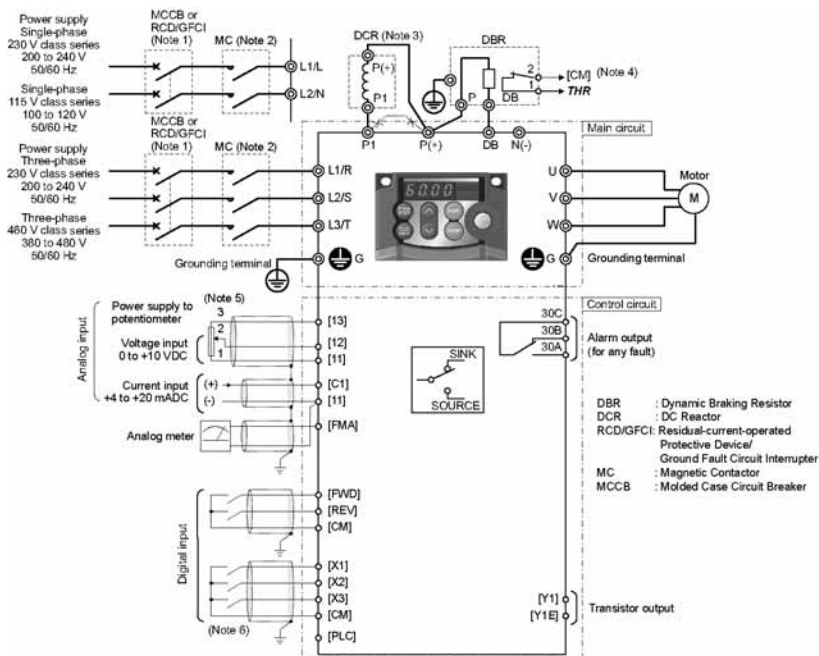 Power supply
Single-phase
230 V class series
200 to 240 V
50/60 Hz
Single-phase
115 V class series
100 to 120 V
50/60 Hz
MCCB or
RCD/GFCI
(Note 1)
MC (Note 2)
L1/L
L2/N
DCR (Note 3)
P(+)
P1
DBR
2
1
P
DB
[CM] (Note 4)
THR
P1
P(+)
DB
N(-)
Main circuit
Power supply
Three-phase
230 V class series
200 to 240 V
50/60 Hz
Three-phase
460 V class series
380 to 480 V
50/60 Hz
MCCB or
RCD/GFCI
(Note 1)
MC (Note 2)
L1/R
L2/S
L3/T
G
Grounding terminal
60.00
U
V
W
G
Motor
M
Grounding terminal
Control circuit
Analog input
Power supply to
potentiometer
(Note 5)
3
2
1
Voltage input
0 to +10 VDC
Current input
+4 to +20 mADC
(+)
(-)
Analog meter
[13]
[12]
[11]
[C1]
[11]
[FMA]
SINK
SOURCE
30C
30B
30A
Alarm output
(for any fault)
DBR : Dynamic Braking Resistor
DCR : DC Reactor
RCD/GFCI: Residual-current-operated
Protective Device/
Ground Fault Circuit Interrupter
MC : Magnetic Contactor
MCCB : Molded Case Circuit Breaker
Digital input
[FWD]
[REV]
[CM]
[X1]
[X2]
[X3]
[CM]
(Note 6)
[PLC]
[Y1]
[Y1E]
Transistor output